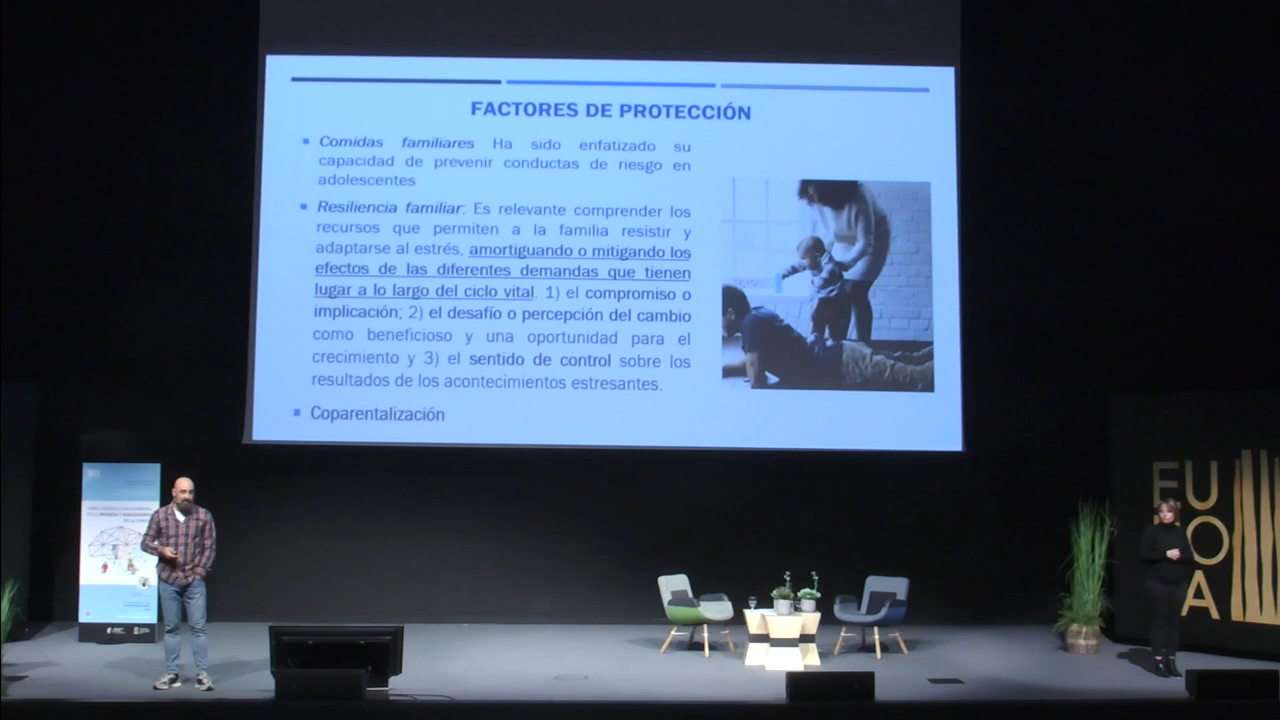 FACTORES DE PROTECCIÓN
▪ Comidas familiares Ha sido enfatizado su
capacidad de prevenir conductas de riesgo en
adolescentes
▪ Resiliencia familiar: Es relevante comprender los
recursos que permiten a la familia resistir y
adaptarse al estrés, amortiguando o mitigando los
efectos de las diferentes demandas que tienen
lugar a lo largo del ciclo vital. 1) el compromiso o
implicación; 2) el desafío o percepción del cambio
como beneficioso y una oportunidad para el
crecimiento y 3) el sentido de control sobre los
resultados de los acontecimientos estresantes.
▪ Coparentalización
EU
O
A